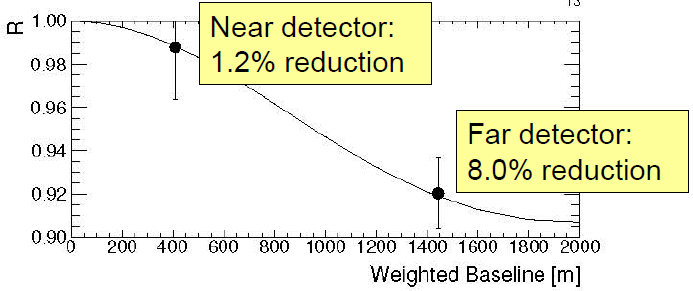 13
R
1.00
0.98
0.96
0.94
0.92
0.90
Near detector:
1.2% reduction
Far detector:
8.0% reduction
0 200 400 600 800 1000 1200 1400 1600 1800 2000
Weighted Baseline [m]